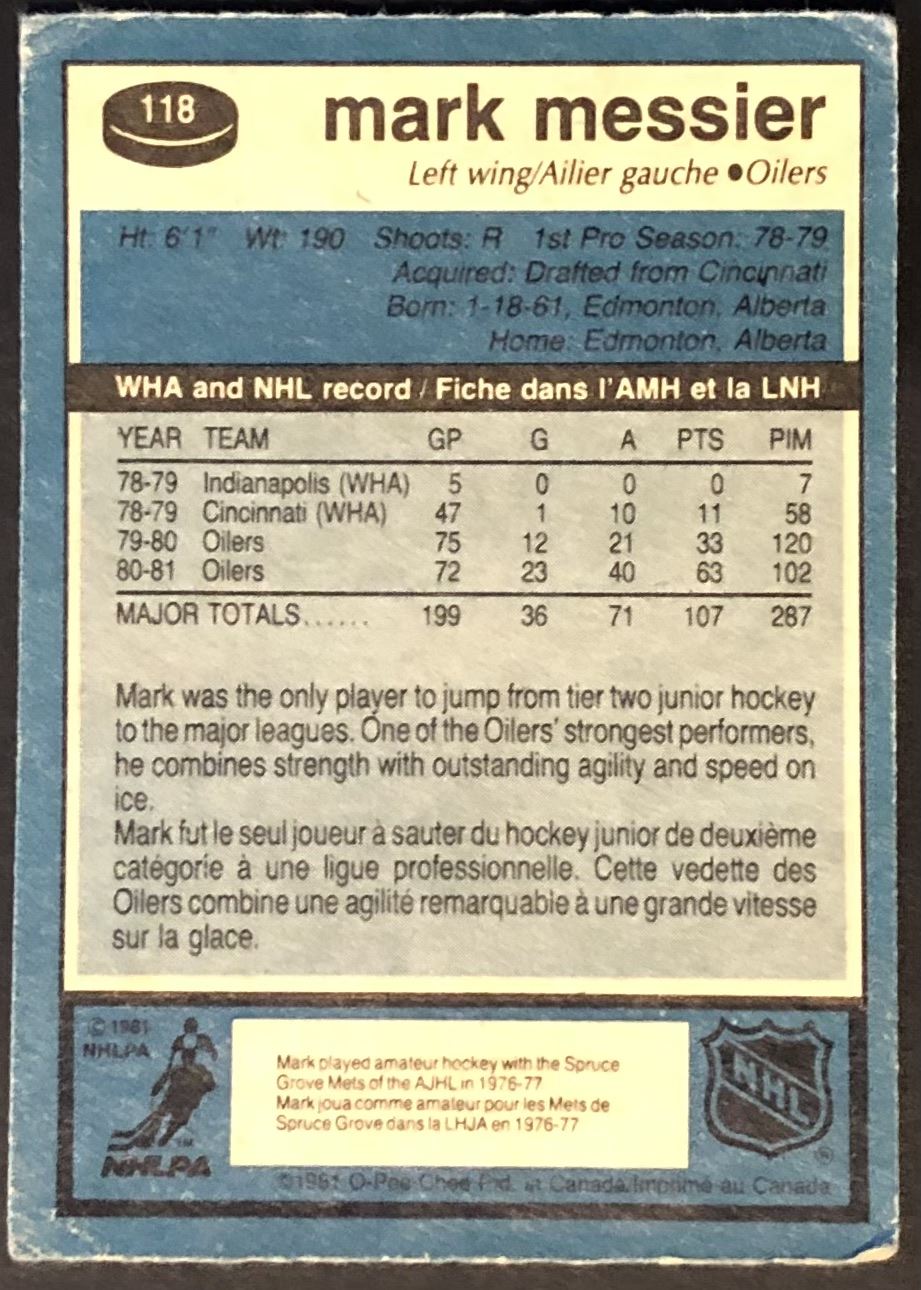 118
mark messier
Left wing/Ailier gauche ●Oilers
Ht: 6'1" Wt: 190 Shoots: R 1st Pro Season: 78-79
Acquired: Drafted from Cincinnati
Born: 1-18-61, Edmonton, Alberta
Home: Edmonton, Alberta
WHA and NHL record / Fiche dans l'AMH et la LNH
YEAR TEAM GP G A PTS PIM
78-79 Indianapolis (WHA) 5 0 0 0 7
78-79 Cincinnati (WHA) 47 1 10 11 58
79-80 Oilers 75 12 21 33 120
80-81 Oilers 72 23 40 63 102
MAJOR TOTALS...... 199 36 71 107 287
Mark was the only player to jump from tier two junior hockey
to the major leagues. One of the Oilers' strongest performers,
he combines strength with outstanding agility and speed on
ice.
Mark fut le seul joueur à sauter du hockey junior de deuxième
catégorie à une ligue professionnelle. Cette vedette des
Oilers combine une agilité remarquable à une grande vitesse
sur la glace.
© 1981
NHLPA
NHLPA
TM
Mark played amateur hockey with the Spruce
Grove Mets of the AJHL in 1976-77
Mark joua comme amateur pour les Mets de
Spruce Grove dans la LHJA en 1976-77
NHL
®
©1981 O-Pee-Chee Ptd. in Canada/Imprimé au Canada